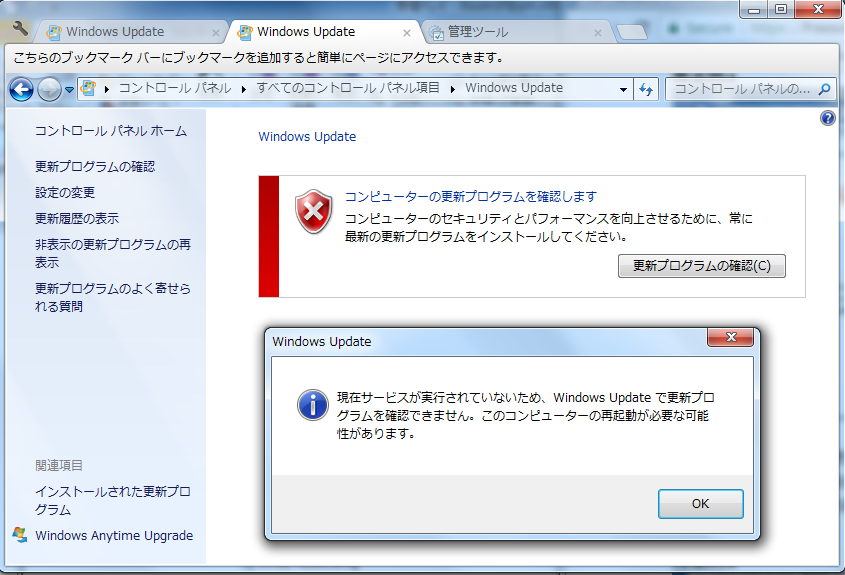 Windows Update
Windows Update
管理ツール
こちらのブックマーク バーにブックマークを追加すると簡単にページにアクセスできます。
コントロール パネル
すべてのコントロール パネル項目
Windows Update
コントロール パネルの...
コントロール パネル ホーム
更新プログラムの確認
設定の変更
更新履歴の表示
非表示の更新プログラムの再
表示
更新プログラムのよく寄せら
れる質問
Windows Update
コンピューターの更新プログラムを確認します
コンピューターのセキュリティとパフォーマンスを向上させるために、常に
最新の更新プログラムをインストールしてください。
更新プログラムの確認(C)
Windows Update
現在サービスが実行されていないため、Windows Update で更新プロ
グラムを確認できません。このコンピューターの再起動が必要な可能
性があります。
OK
関連項目
インストールされた更新プロ
グラム
Windows Anytime Upgrade